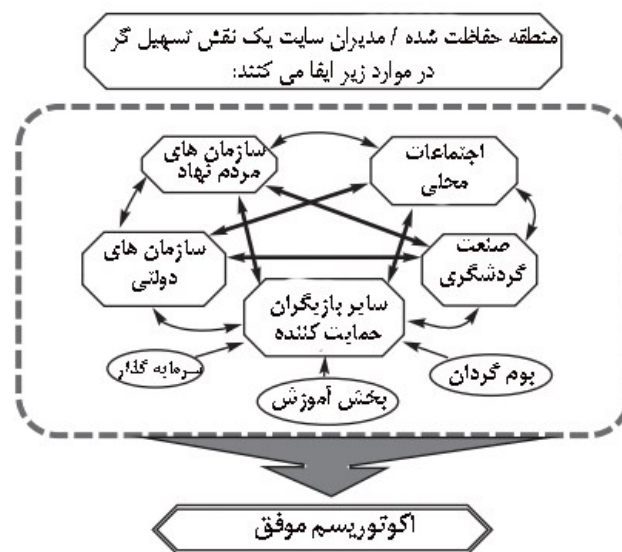 منطقه حفاظت شده / مدیران سایت یک نقش تسهیل گر
در موارد زیر ایفا می کنند:
اجتماعات
محلی
سازمان های
مردم نهاد
صنعت
گردشگری
سازمان های
دولتی
سایر بازیگران
حمایت کننده
بوم گردان
بخش آموزش
سرمایه گذار
اکوتوریسم موفق